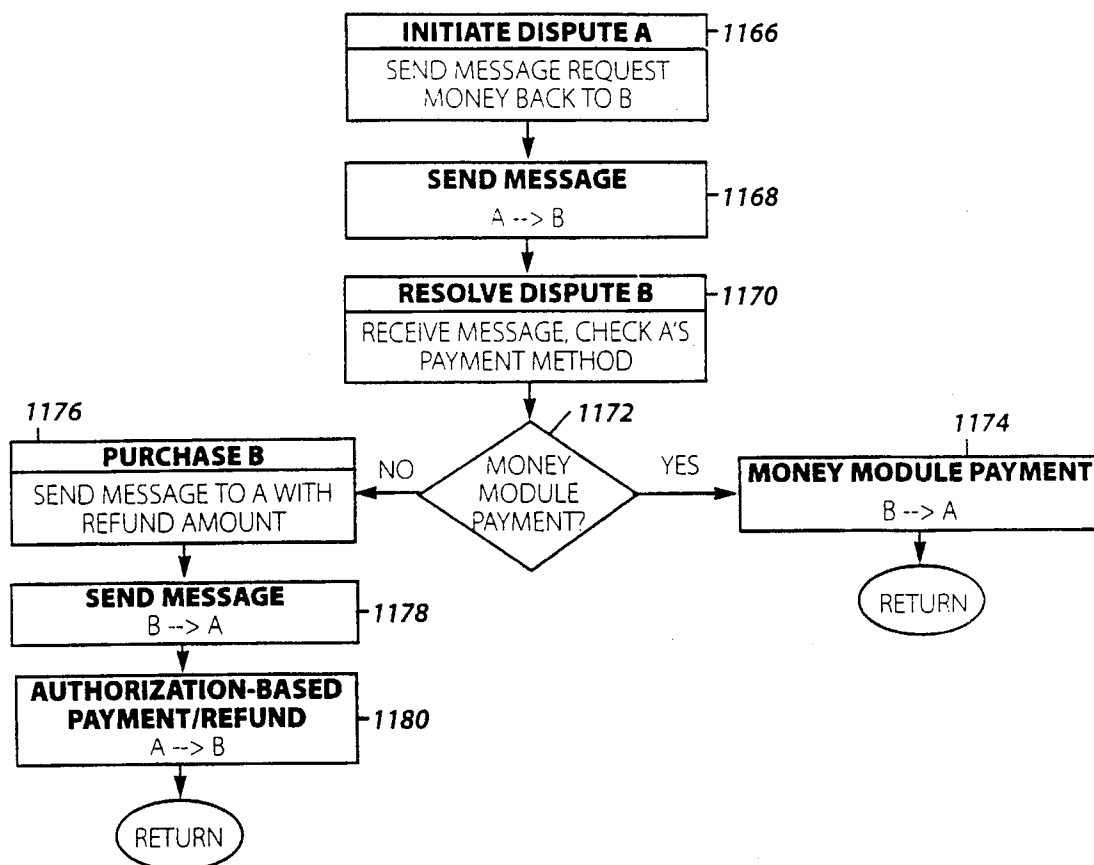 INITIATE DISPUTE A
1166
SEND MESSAGE REQUEST
MONEY BACK TO B
SEND MESSAGE
1168
A --> B
RESOLVE DISPUTE B
1170
RECEIVE MESSAGE, CHECK A'S
PAYMENT METHOD
1172
MONEY
MODULE
PAYMENT?
NO
YES
1176
PURCHASE B
SEND MESSAGE TO A WITH
REFUND AMOUNT
SEND MESSAGE
1178
B --> A
AUTHORIZATION-BASED
PAYMENT/REFUND
1180
A --> B
RETURN
1174
MONEY MODULE PAYMENT
B --> A
RETURN